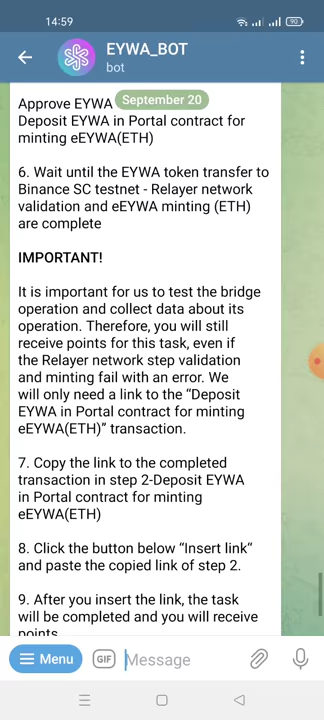 14:59
90
EYWA_BOT
bot
September 20
Approve EYWA
Deposit EYWA in Portal contract for
minting eEYWA(ETH)
6. Wait until the EYWA token transfer to
Binance SC testnet - Relayer network
validation and eEYWA minting (ETH)
are complete
IMPORTANT!
It is important for us to test the bridge
operation and collect data about its
operation. Therefore, you will still
receive points for this task, even if
the Relayer network step validation
and minting fail with an error. We
will only need a link to the “Deposit
EYWA in Portal contract for minting
eEYWA(ETH)” transaction.
7. Copy the link to the completed
transaction in step 2-Deposit EYWA
in Portal contract for minting
eEYWA(ETH)
8. Click the button below “Insert link“
and paste the copied link of step 2.
9. After you insert the link, the task
will be completed and you will receive
points
Menu
GIF
Message